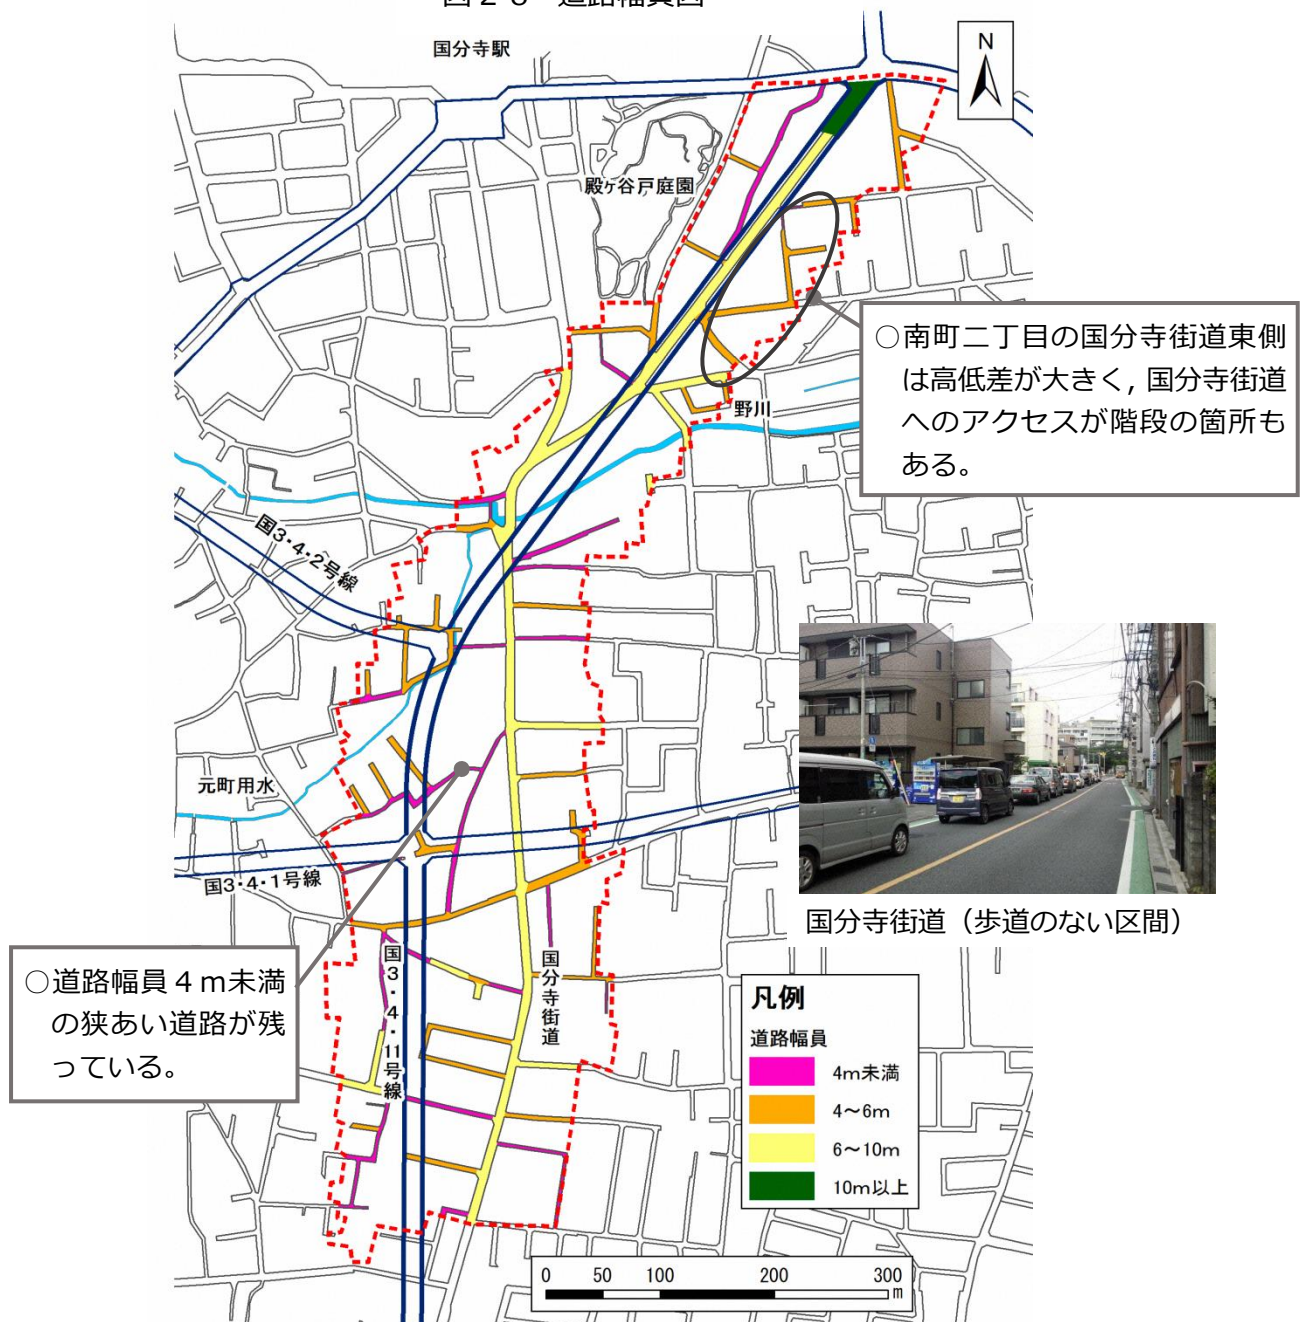 国分寺駅
N
殿ヶ谷戸庭園
○南町二丁目の国分寺街道東側
は高低差が大きく,国分寺街道
へのアクセスが階段の箇所も
ある。
野川
国3・4・2号線
元町用水
国3・4・1号線
国分寺街道（歩道のない区間）
○道路幅員4m未満
の狭あい道路が残
っている。
国3・4・11号線
国分寺街道
凡例
道路幅員
4m未満
4～6m
6～10m
10m以上
0 50 100 200 300
m